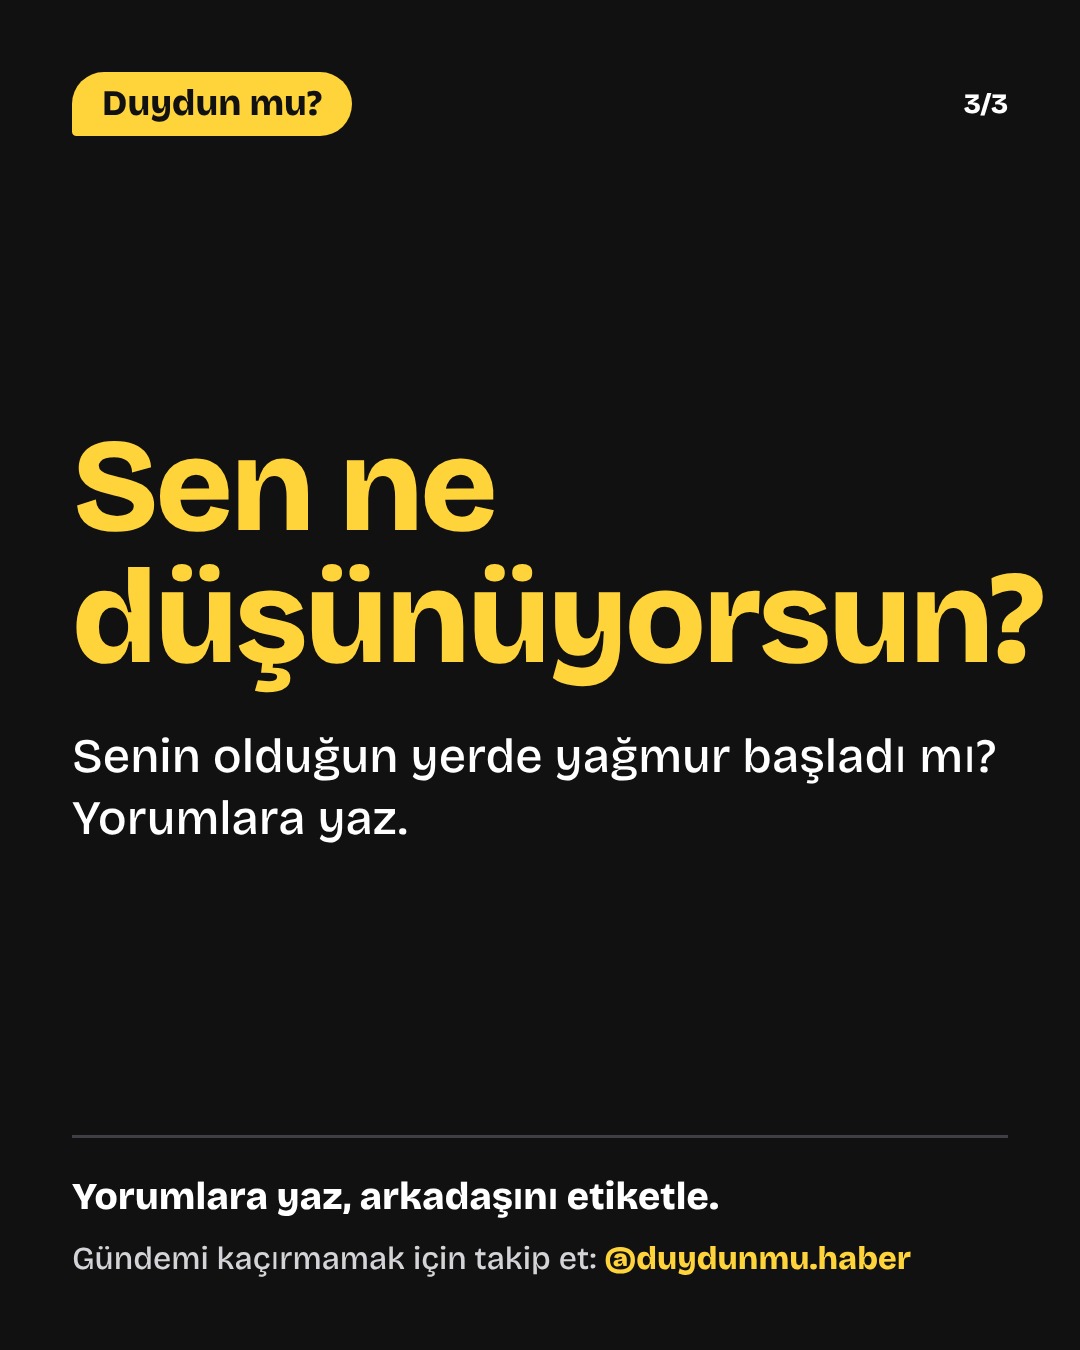 Duydun mu?
3/3
Sen ne
düşünüyorsun?
Senin olduğun yerde yağmur başladı mı?
Yorumlara yaz.
Yorumlara yaz, arkadaşını etiketle.
Gündemi kaçırmamak için takip et: @duydunmu.haber